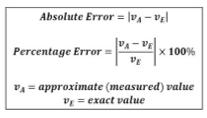 Absolute Error = |v_A − v_E|
Percentage Error = |(v_A − v_E) / v_E| × 100%
v_A = approximate (measured) value
v_E = exact value